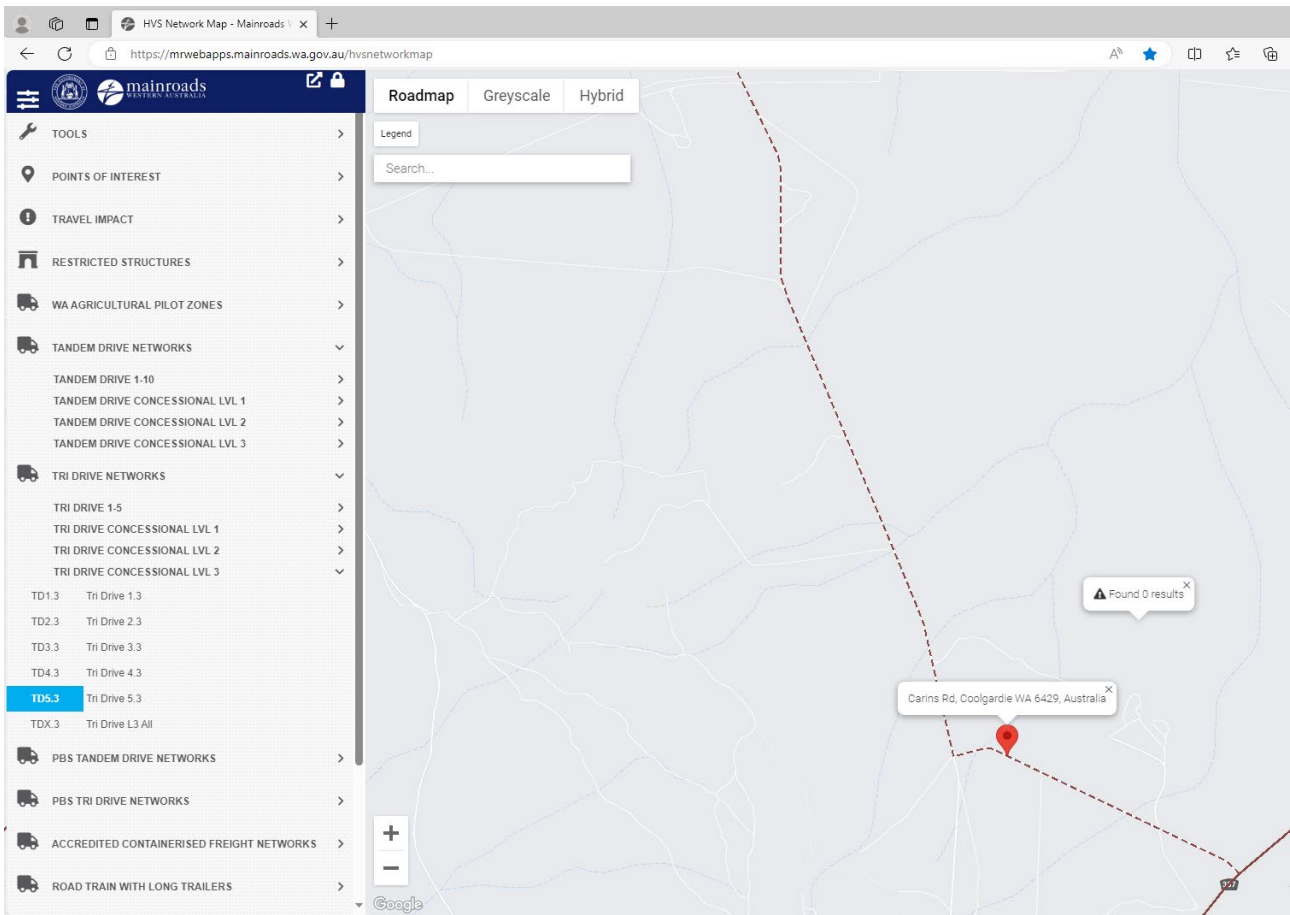 HVS Network Map - Mainroads W
https://mrwebapps.mainroads.wa.gov.au/hvsnetworkmap
mainroads
WESTERN AUSTRALIA
TOOLS
POINTS OF INTEREST
TRAVEL IMPACT
RESTRICTED STRUCTURES
WA AGRICULTURAL PILOT ZONES
TANDEM DRIVE NETWORKS
TANDEM DRIVE 1-10
TANDEM DRIVE CONCESSIONAL LVL 1
TANDEM DRIVE CONCESSIONAL LVL 2
TANDEM DRIVE CONCESSIONAL LVL 3
TRI DRIVE NETWORKS
TRI DRIVE 1-5
TRI DRIVE CONCESSIONAL LVL 1
TRI DRIVE CONCESSIONAL LVL 2
TRI DRIVE CONCESSIONAL LVL 3
TD1.3 Tri Drive 1.3
TD2.3 Tri Drive 2.3
TD3.3 Tri Drive 3.3
TD4.3 Tri Drive 4.3
TD5.3 Tri Drive 5.3
TDX.3 Tri Drive L3 All
PBS TANDEM DRIVE NETWORKS
PBS TRI DRIVE NETWORKS
ACCREDITED CONTAINERISED FREIGHT NETWORKS
ROAD TRAIN WITH LONG TRAILERS
Roadmap Greyscale Hybrid
Legend
Search...
Found 0 results
Carins Rd, Coolgardie WA 6429, Australia
Google